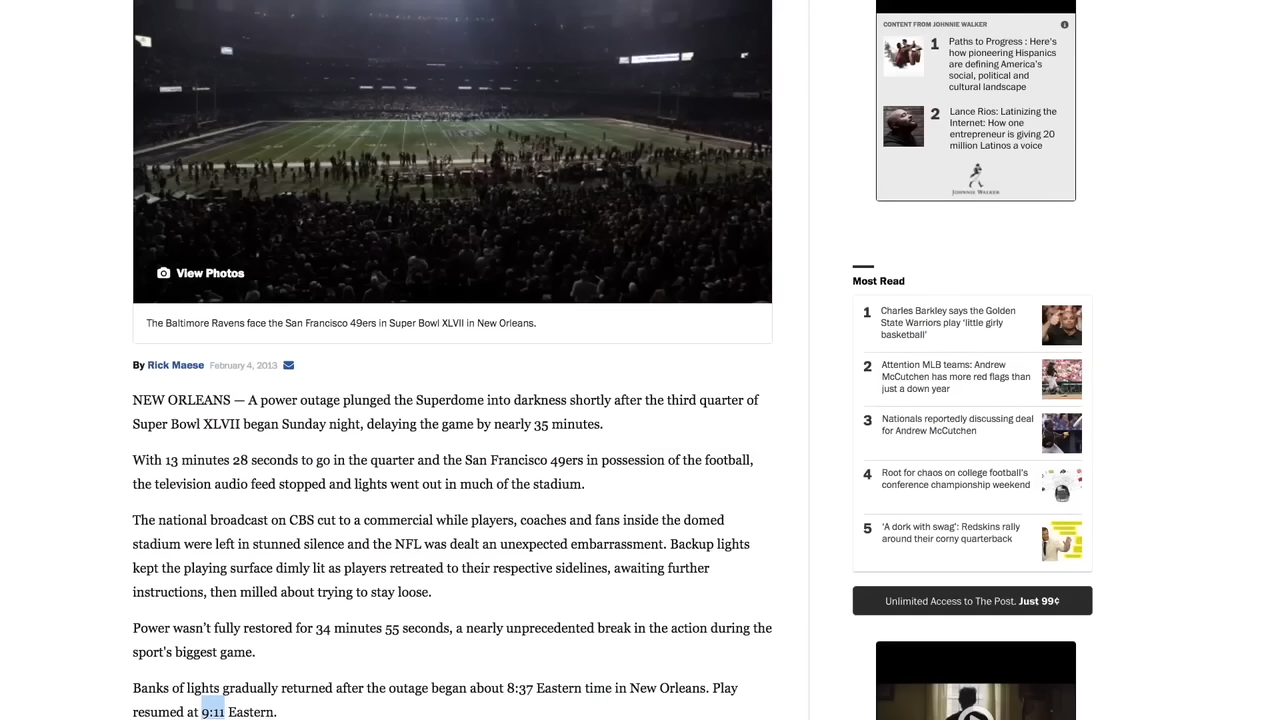 View Photos
The Baltimore Ravens face the San Francisco 49ers in Super Bowl XLVII in New Orleans.
By Rick Maese February 4, 2013
NEW ORLEANS — A power outage plunged the Superdome into darkness shortly after the third quarter of
Super Bowl XLVII began Sunday night, delaying the game by nearly 35 minutes.
With 13 minutes 28 seconds to go in the quarter and the San Francisco 49ers in possession of the football,
the television audio feed stopped and lights went out in much of the stadium.
The national broadcast on CBS cut to a commercial while players, coaches and fans inside the domed
stadium were left in stunned silence and the NFL was dealt an unexpected embarrassment. Backup lights
kept the playing surface dimly lit as players retreated to their respective sidelines, awaiting further
instructions, then milled about trying to stay loose.
Power wasn’t fully restored for 34 minutes 55 seconds, a nearly unprecedented break in the action during the
sport's biggest game.
Banks of lights gradually returned after the outage began about 8:37 Eastern time in New Orleans. Play
resumed at 9:11 Eastern.
CONTENT FROM JOHNNIE WALKER
1 Paths to Progress : Here's
how pioneering Hispanics
are defining America's
social, political and
cultural landscape
2 Lance Rios: Latinizing the
Internet: How one
entrepreneur is giving 20
million Latinos a voice
JOHNNIE WALKER
Most Read
1 Charles Barkley says the Golden
State Warriors play ‘little girly
basketball’
2 Attention MLB teams: Andrew
McCutchen has more red flags than
just a down year
3 Nationals reportedly discussing deal
for Andrew McCutchen
4 Root for chaos on college football’s
conference championship weekend
5 ‘A dork with swag’: Redskins rally
around their corny quarterback
Unlimited Access to The Post. Just 99¢